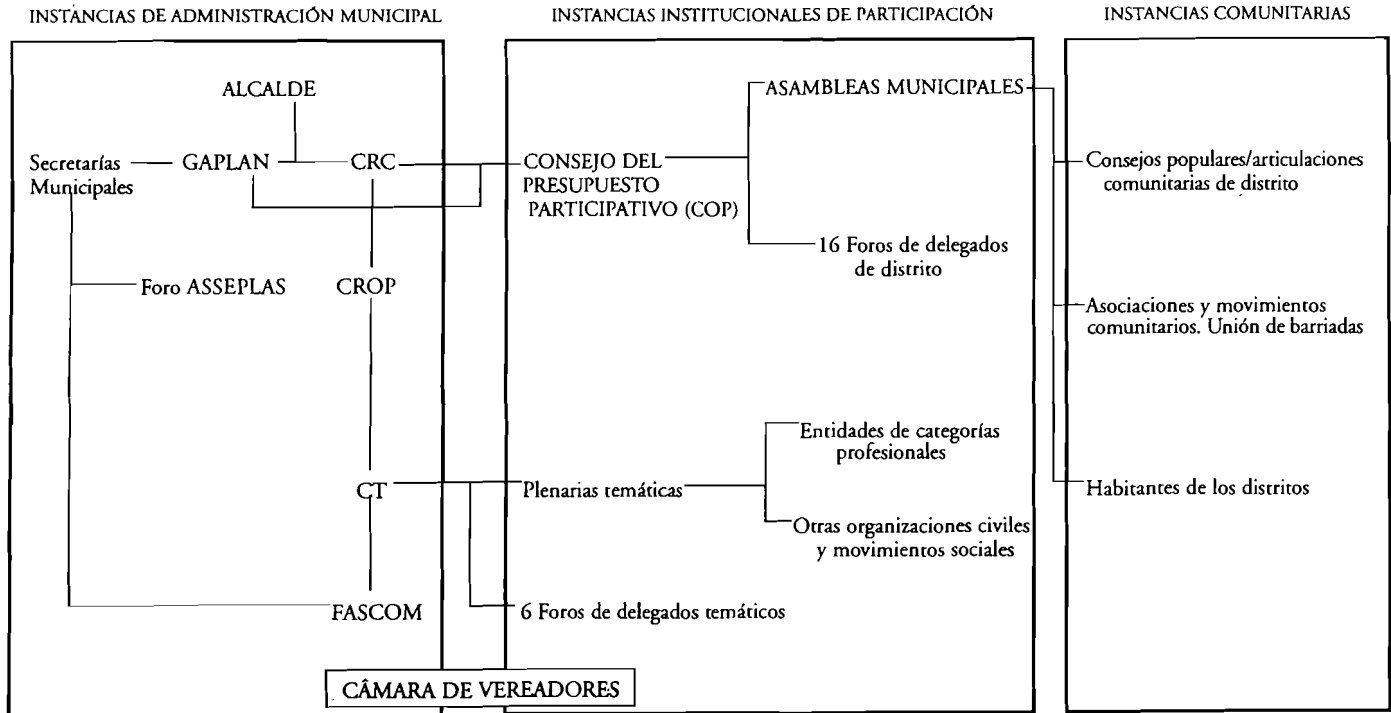 INSTANCIAS DE ADMINISTRACIÓN MUNICIPAL
INSTANCIAS INSTITUCIONALES DE PARTICIPACIÓN
INSTANCIAS COMUNITARIAS
ALCALDE
Secretarías
Municipales
GAPLAN
CRC
Foro ASSEPLAS
CROP
CT
FASCOM
CONSEJO DEL
PRESUPUESTO
PARTICIPATIVO (COP)
ASAMBLEAS MUNICIPALES
16 Foros de delegados
de distrito
Plenarias temáticas
Entidades de categorías
profesionales
Otras organizaciones civiles
y movimientos sociales
6 Foros de delegados temáticos
Consejos populares/articulaciones
comunitarias de distrito
Asociaciones y movimientos
comunitarios. Unión de barriadas
Habitantes de los distritos
CÂMARA DE VEREADORES